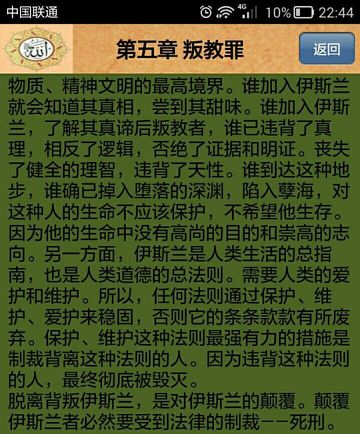 中国联通 4G 10% 22:44
第五章 叛教罪
返回
物质、精神文明的最高境界。谁加入伊斯兰
就会知道其真相，尝到其甜味。谁加入伊斯
兰，了解其真谛后叛教者，谁已违背了真
理，相反了逻辑，否绝了证据和明证。丧失
了健全的理智，违背了天性。谁到达这种地
步，谁确已掉入堕落的深渊，陷入孽海，对
这种人的生命不应该保护，不希望他生存。
因为他的生命中没有高尚的目的和崇高的志
向。另一方面，伊斯兰是人类生活的总指
南，也是人类道德的总法则。需要人类的爱
护和维护。所以，任何法则通过保护、维
护、爱护来稳固，否则它的条条款款有所废
弃。保护、维护这种法则最强有力的措施是
制裁背离这种法则的人。因为违背这种法则
的人，最终彻底被毁灭。
脱离背叛伊斯兰，是对伊斯兰的颠覆。颠覆
伊斯兰者必然要受到法律的制裁——死刑。